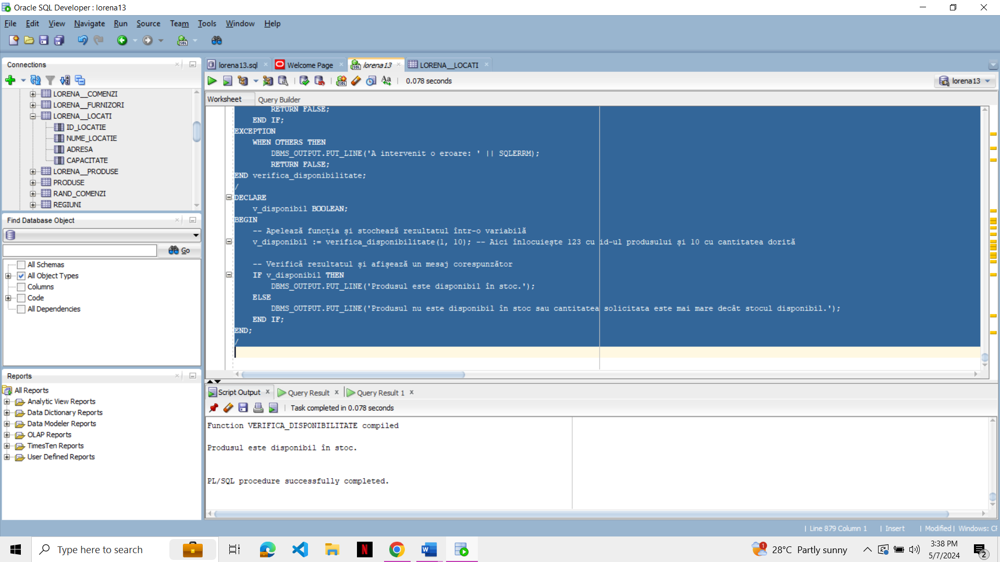 Oracle SQL Developer : lorena13
File Edit View Navigate Run Source Team Tools Window Help
Connections
LORENA__COMENZI
LORENA__FURNIZORI
LORENA__LOCATI
ID_LOCATIE
NUME_LOCATIE
ADRESA
CAPACITATE
LORENA__PRODUSE
PRODUSE
RAND_COMENZI
REGIUNI
Find Database Object
Go
All Schemas
All Object Types
Columns
Code
All Dependencies
Reports
All Reports
Analytic View Reports
Data Dictionary Reports
Data Modeler Reports
OLAP Reports
TimesTen Reports
User Defined Reports
lorena13.sql Welcome Page lorena13 LORENA__LOCATI
0.078 seconds lorena13
Worksheet Query Builder
RETURN FALSE;
END IF;
EXCEPTION
WHEN OTHERS THEN
DBMS_OUTPUT.PUT_LINE('A intervenit o eroare: ' || SQLERRM);
RETURN FALSE;
END verifica_disponibilitate;
/
DECLARE
v_disponibil BOOLEAN;
BEGIN
-- Apelează funcția și stochează rezultatul într-o variabilă
v_disponibil := verifica_disponibilitate(1, 10); -- Aici înlocuiește 123 cu id-ul produsului și 10 cu cantitatea dorită
-- Verifică rezultatul și afișează un mesaj corespunzător
IF v_disponibil THEN
DBMS_OUTPUT.PUT_LINE('Produsul este disponibil în stoc.');
ELSE
DBMS_OUTPUT.PUT_LINE('Produsul nu este disponibil în stoc sau cantitatea solicitata este mai mare decât stocul disponibil.');
END IF;
END;
/
Script Output Query Result Query Result 1
Task completed in 0.078 seconds
Function VERIFICA_DISPONIBILITATE compiled
Produsul este disponibil în stoc.
PL/SQL procedure successfully completed.
Line 879 Column 1 Insert Modified Windows:
Type here to search
28°C Partly sunny
3:38 PM
5/7/2024
2